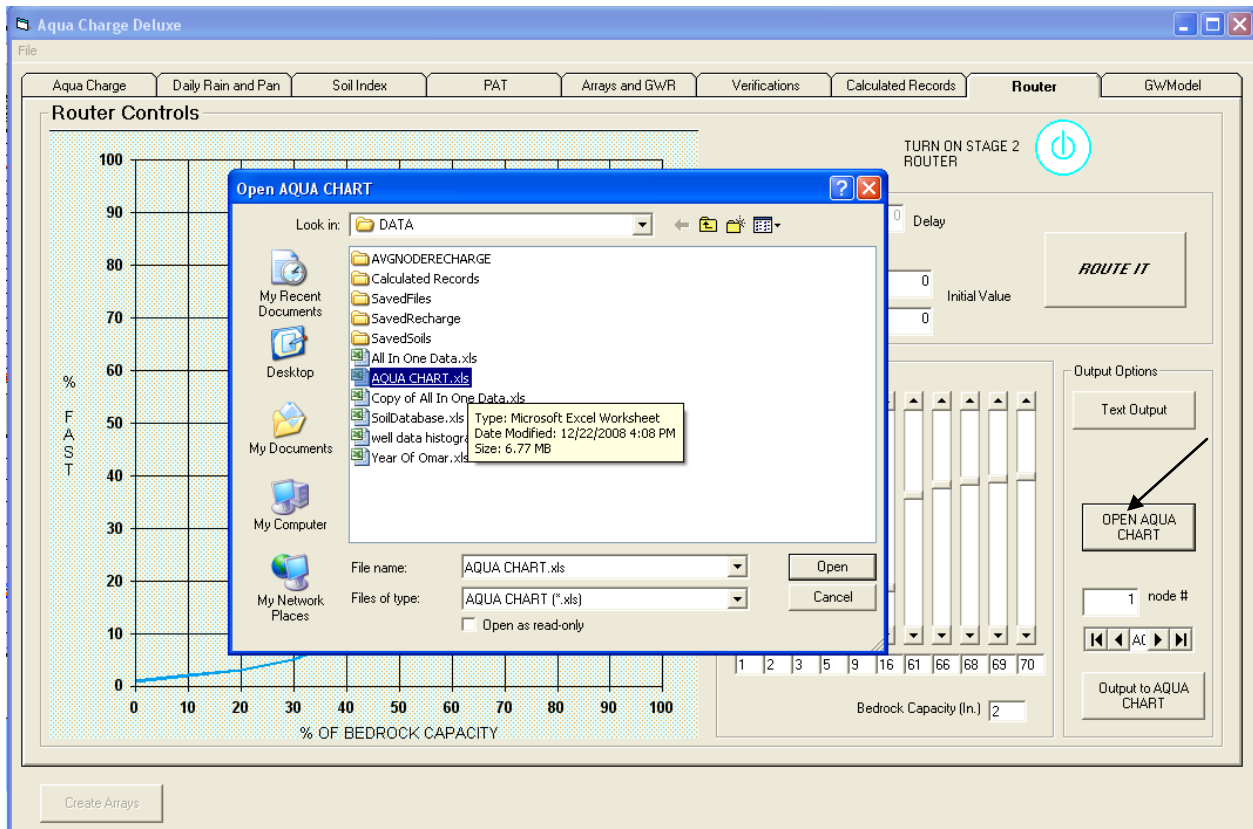 Aqua Charge Deluxe
File
Aqua Charge
Daily Rain and Pan
Soil Index
PAT
Arrays and GWR
Verifications
Calculated Records
Router
GWModel
Router Controls
100
90
80
70
60
50
40
30
20
10
0
%
F
A
S
T
0 10 20 30 40 50 60 70 80 90 100
% OF BEDROCK CAPACITY
TURN ON STAGE 2
ROUTER
0 Delay
0
Initial Value
0
ROUTE IT
Open AQUA CHART
Look in: DATA
My Recent
Documents
Desktop
My Documents
My Computer
My Network
Places
AVGNODERECHARGE
Calculated Records
SavedFiles
SavedRecharge
SavedSoils
All In One Data.xls
AQUA CHART.xls
Copy of All In One Data.xls
SoilDatabase.xls
well data histogra
Year Of Omar.xls
Type: Microsoft Excel Worksheet
Date Modified: 12/22/2008 4:08 PM
Size: 6.77 MB
File name: AQUA CHART.xls
Open
Files of type: AQUA CHART (*.xls)
Cancel
Open as read-only
1 2 3 5 9 16 61 66 68 69 70
Bedrock Capacity (In.) 2
Output Options
Text Output
OPEN AQUA
CHART
1 node #
Output to AQUA
CHART
Create Arrays